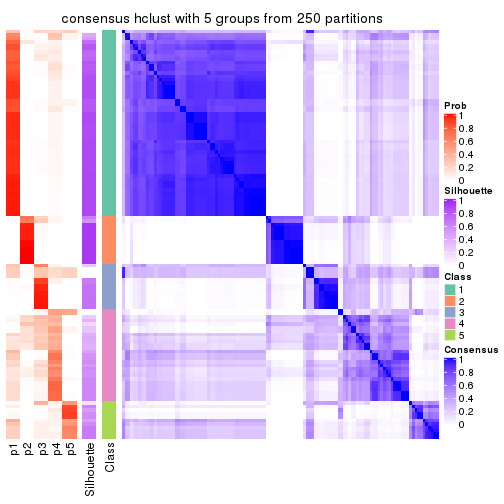 consensus hclust with 5 groups from 250 partitions
Prob
1
0.8
0.6
0.4
0.2
0
Silhouette
1
0.8
0.6
0.4
0.2
0
Class
1
2
3
4
5
Consensus
1
0.8
0.6
0.4
0.2
0
p1
p2
p3
p4
p5
Silhouette
Class